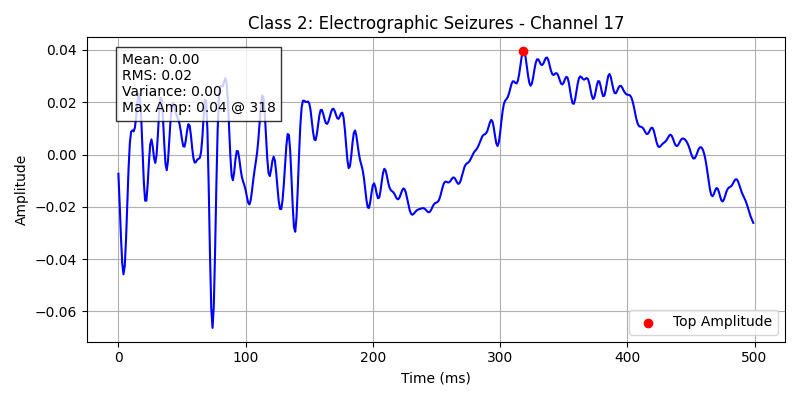 Class 2: Electrographic Seizures - Channel 17
Mean: 0.00
RMS: 0.02
Variance: 0.00
Max Amp: 0.04 @ 318
Amplitude
0.04
0.02
0.00
−0.02
−0.04
−0.06
Top Amplitude
0
100
200
300
400
500
Time (ms)